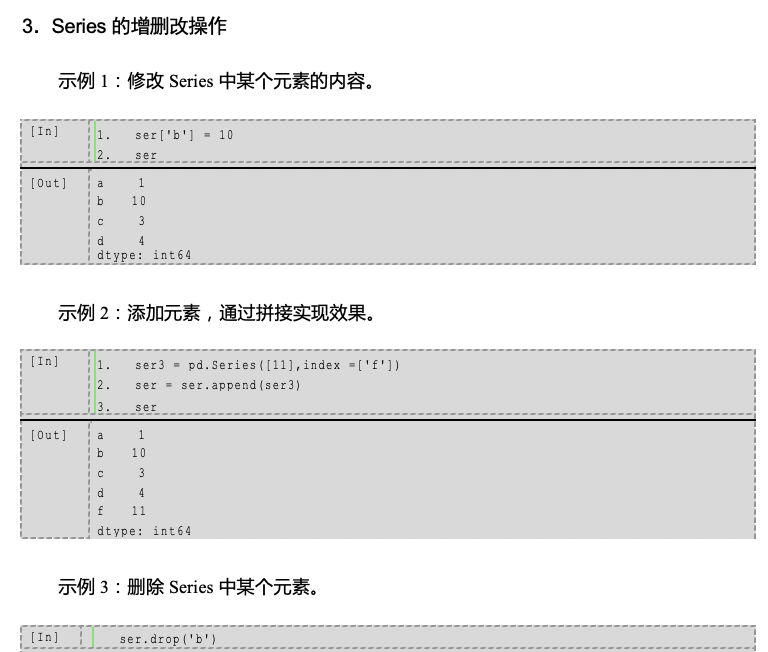 3. Series 的增删改操作
示例 1：修改 Series 中某个元素的内容。
[In] 1. ser['b'] = 10
2. ser
[Out] a 1
b 10
c 3
d 4
dtype: int64
示例 2：添加元素，通过拼接实现效果。
[In] 1. ser3 = pd.Series([11],index =['f'])
2. ser = ser.append(ser3)
3. ser
[Out] a 1
b 10
c 3
d 4
f 11
dtype: int64
示例 3：删除 Series 中某个元素。
[In] ser.drop('b')